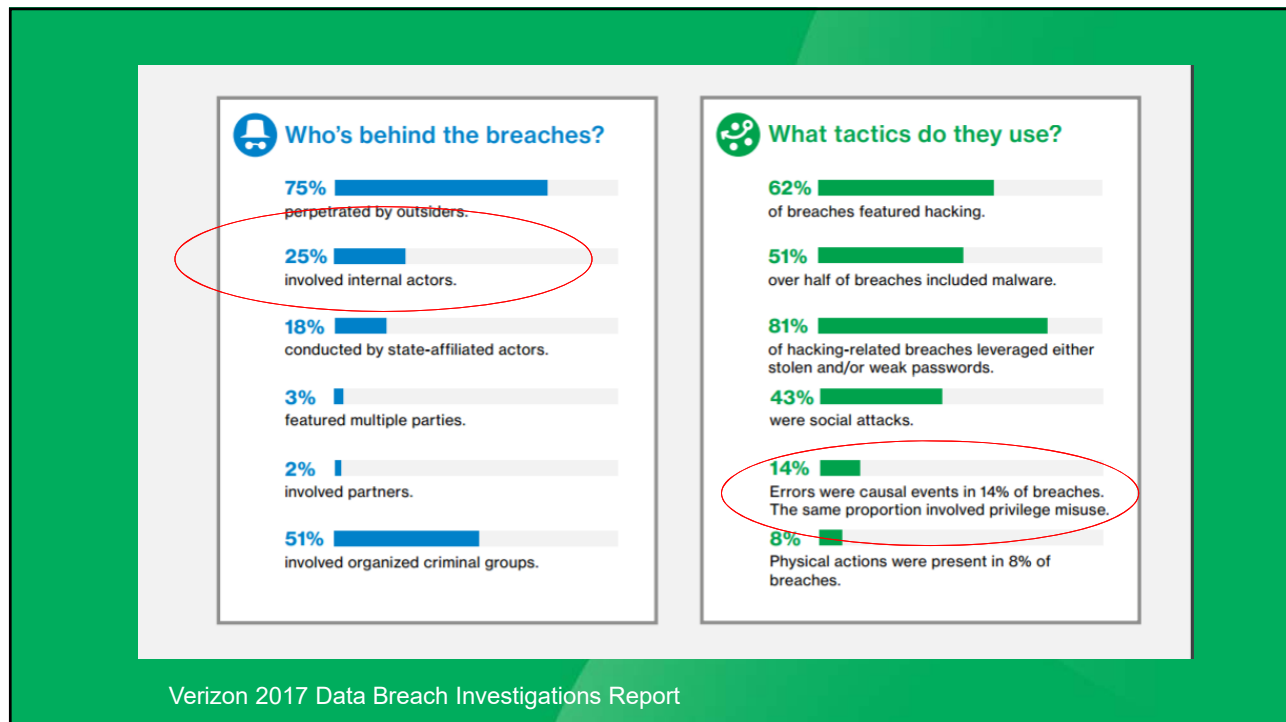 Who's behind the breaches?
75%
perpetrated by outsiders.
25%
involved internal actors.
18%
conducted by state-affiliated actors.
3%
featured multiple parties.
2%
involved partners.
51%
involved organized criminal groups.
What tactics do they use?
62%
of breaches featured hacking.
51%
over half of breaches included malware.
81%
of hacking-related breaches leveraged either
stolen and/or weak passwords.
43%
were social attacks.
14%
Errors were causal events in 14% of breaches.
The same proportion involved privilege misuse.
8%
Physical actions were present in 8% of
breaches.
Verizon 2017 Data Breach Investigations Report